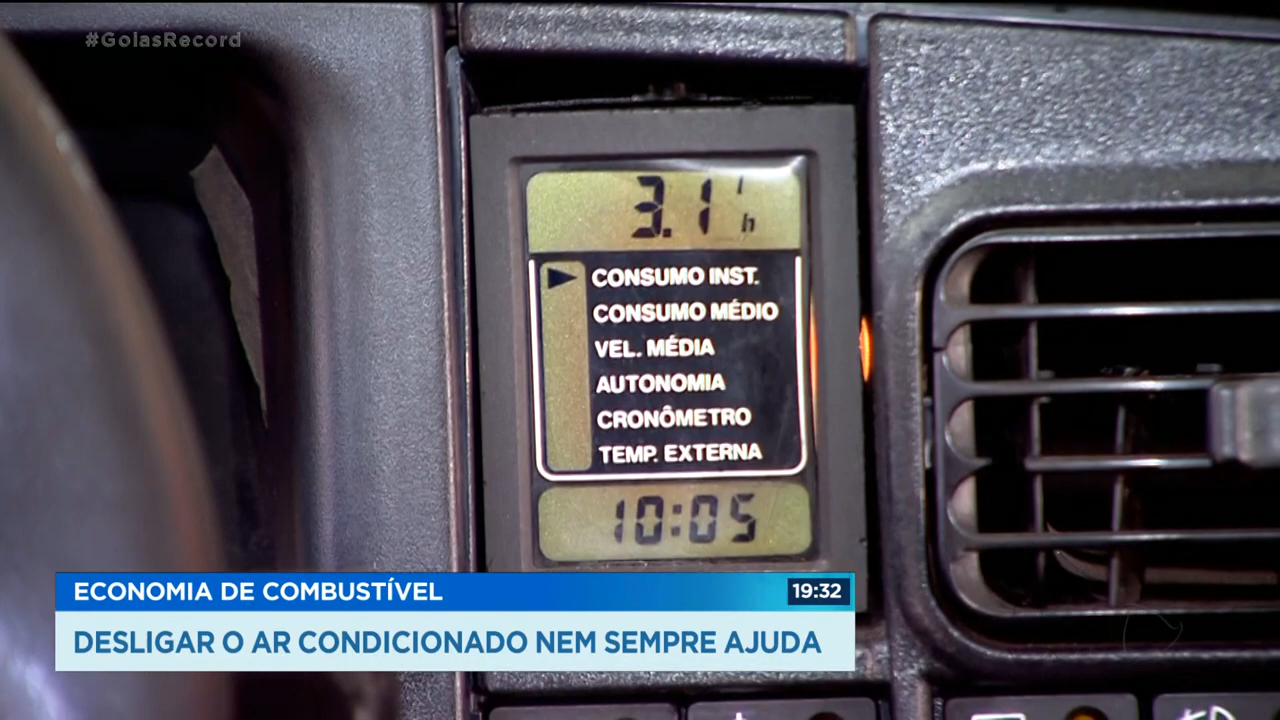 #GoiasRecord
3.1 l/h
CONSUMO INST.
CONSUMO MÉDIO
VEL. MÉDIA
AUTONOMIA
CRONÔMETRO
TEMP. EXTERNA
10:05
ECONOMIA DE COMBUSTÍVEL 19:32
DESLIGAR O AR CONDICIONADO NEM SEMPRE AJUDA